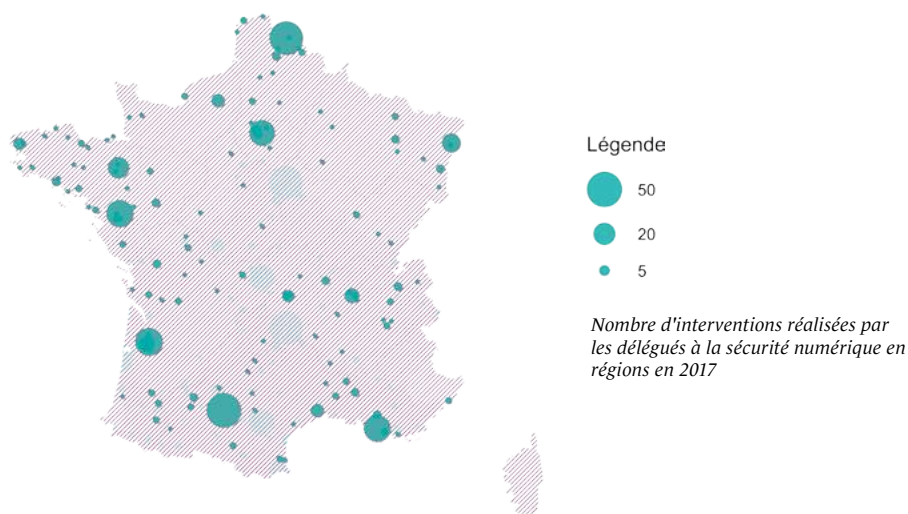 Légende
50
20
5
Nombre d'interventions réalisées par
les délégués à la sécurité numérique en
régions en 2017